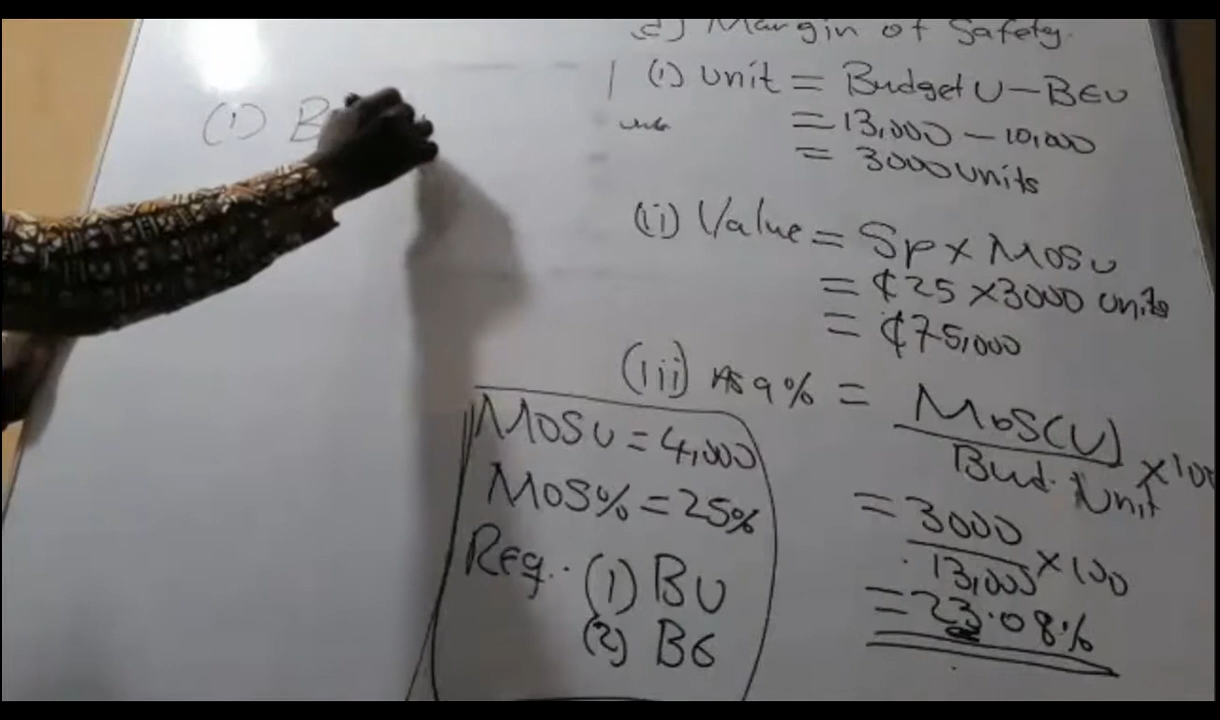 c) Margin of Safety
(i) unit = Budget U - BEU
= 13,000 - 10,000
= 3000 units
(ii) Value = Sp x MOSU
= ₵25 x 3000 units
= ₵75,000
(iii) As a % = MoS(U) / Bud. Unit x 100
= 3000 / 13,000 x 100
= 23.08%
MOSU = 4,000
MOS% = 25%
Req. (1) BU
(2) BE
(i) B